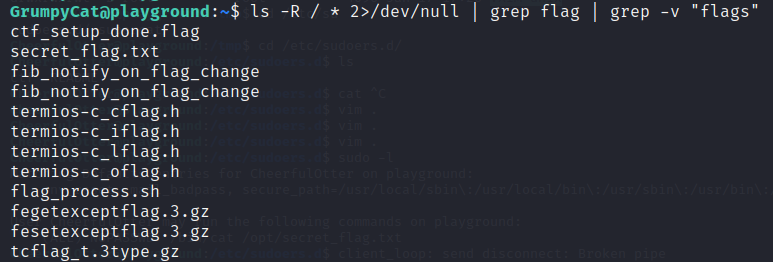 GrumpyCat@playground:~$ ls -R / * 2>/dev/null | grep flag | grep -v "flags"
ctf_setup_done.flag
secret_flag.txt
fib_notify_on_flag_change
fib_notify_on_flag_change
termios-c_cflag.h
termios-c_iflag.h
termios-c_lflag.h
termios-c_oflag.h
flag_process.sh
fegetexceptflag.3.gz
fesetexceptflag.3.gz
tcflag_t.3type.gz